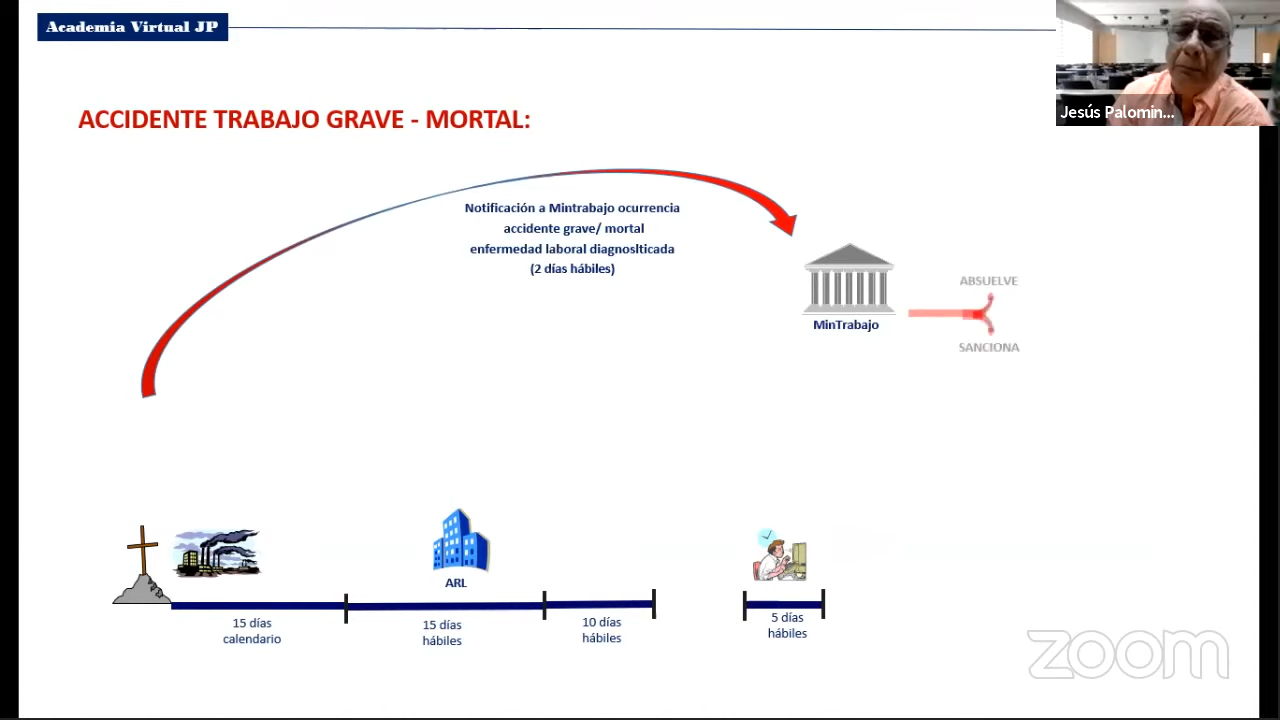 Academia Virtual JP
Jesús Palomin...
ACCIDENTE TRABAJO GRAVE - MORTAL:
Notificación a Mintrabajo ocurrencia
accidente grave/ mortal
enfermedad laboral diagnoslticada
(2 días hábiles)
ABSUELVE
MinTrabajo
SANCIONA
ARL
15 días
calendario
15 días
hábiles
10 días
hábiles
5 días
hábiles
zoom